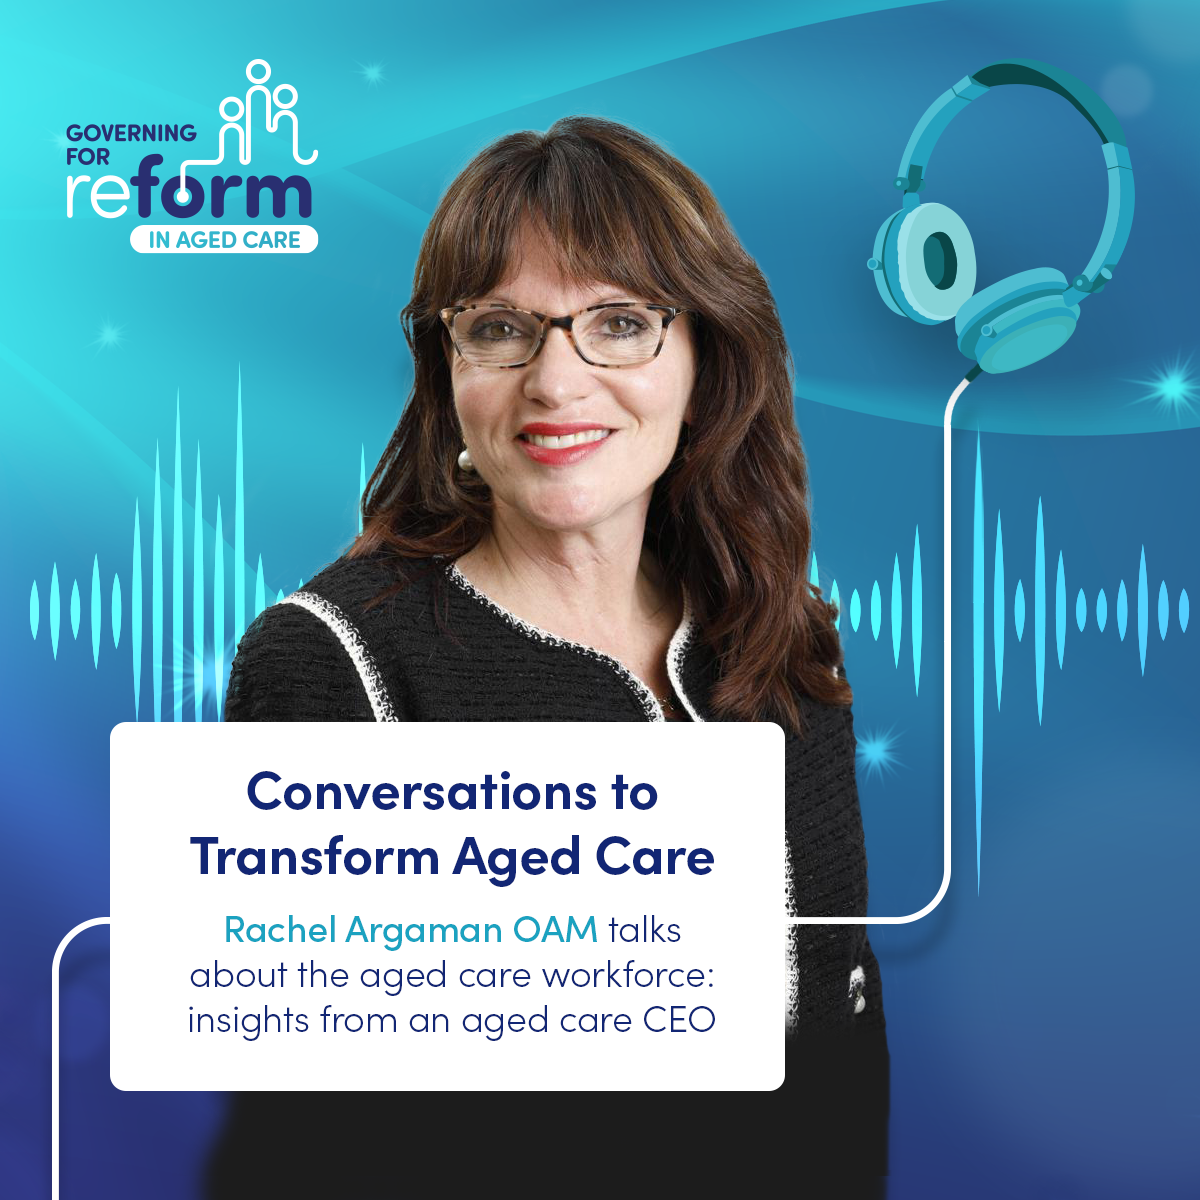 GOVERNING
FOR
reform
IN AGED CARE
Conversations to
Transform Aged Care
Rachel Argaman OAM talks
about the aged care workforce:
insights from an aged care CEO